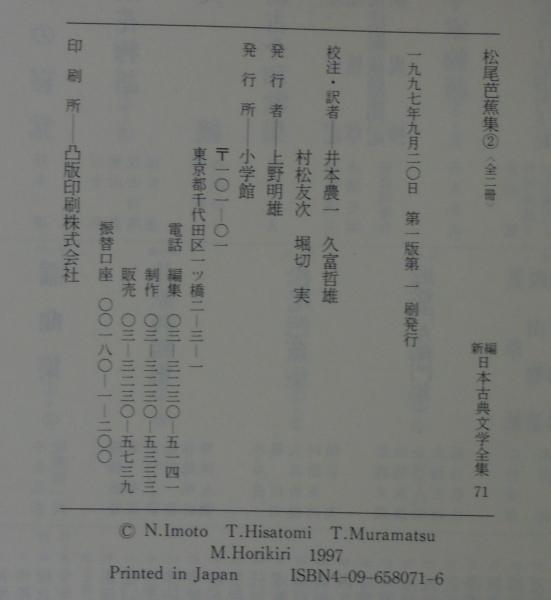 新編 日本古典文学全集 71
松尾芭蕉集② 〈全二冊〉
一九九七年九月二〇日 第一版第一刷発行
校注・訳者―井本農一 久富哲雄
村松友次 堀切 実
発行者―上野明雄
発行所―小学館
〒一〇一―〇一
東京都千代田区一ツ橋二―三―一
電話 編集 〇三―三二三〇―五一四一
制作 〇三―三二三〇―五三三三
販売 〇三―三二三〇―五七三九
振替口座 〇〇一八〇―一―二〇〇
印刷所―凸版印刷株式会社
© N.Imoto T.Hisatomi T.Muramatsu
M.Horikiri 1997
Printed in Japan ISBN4-09-658071-6